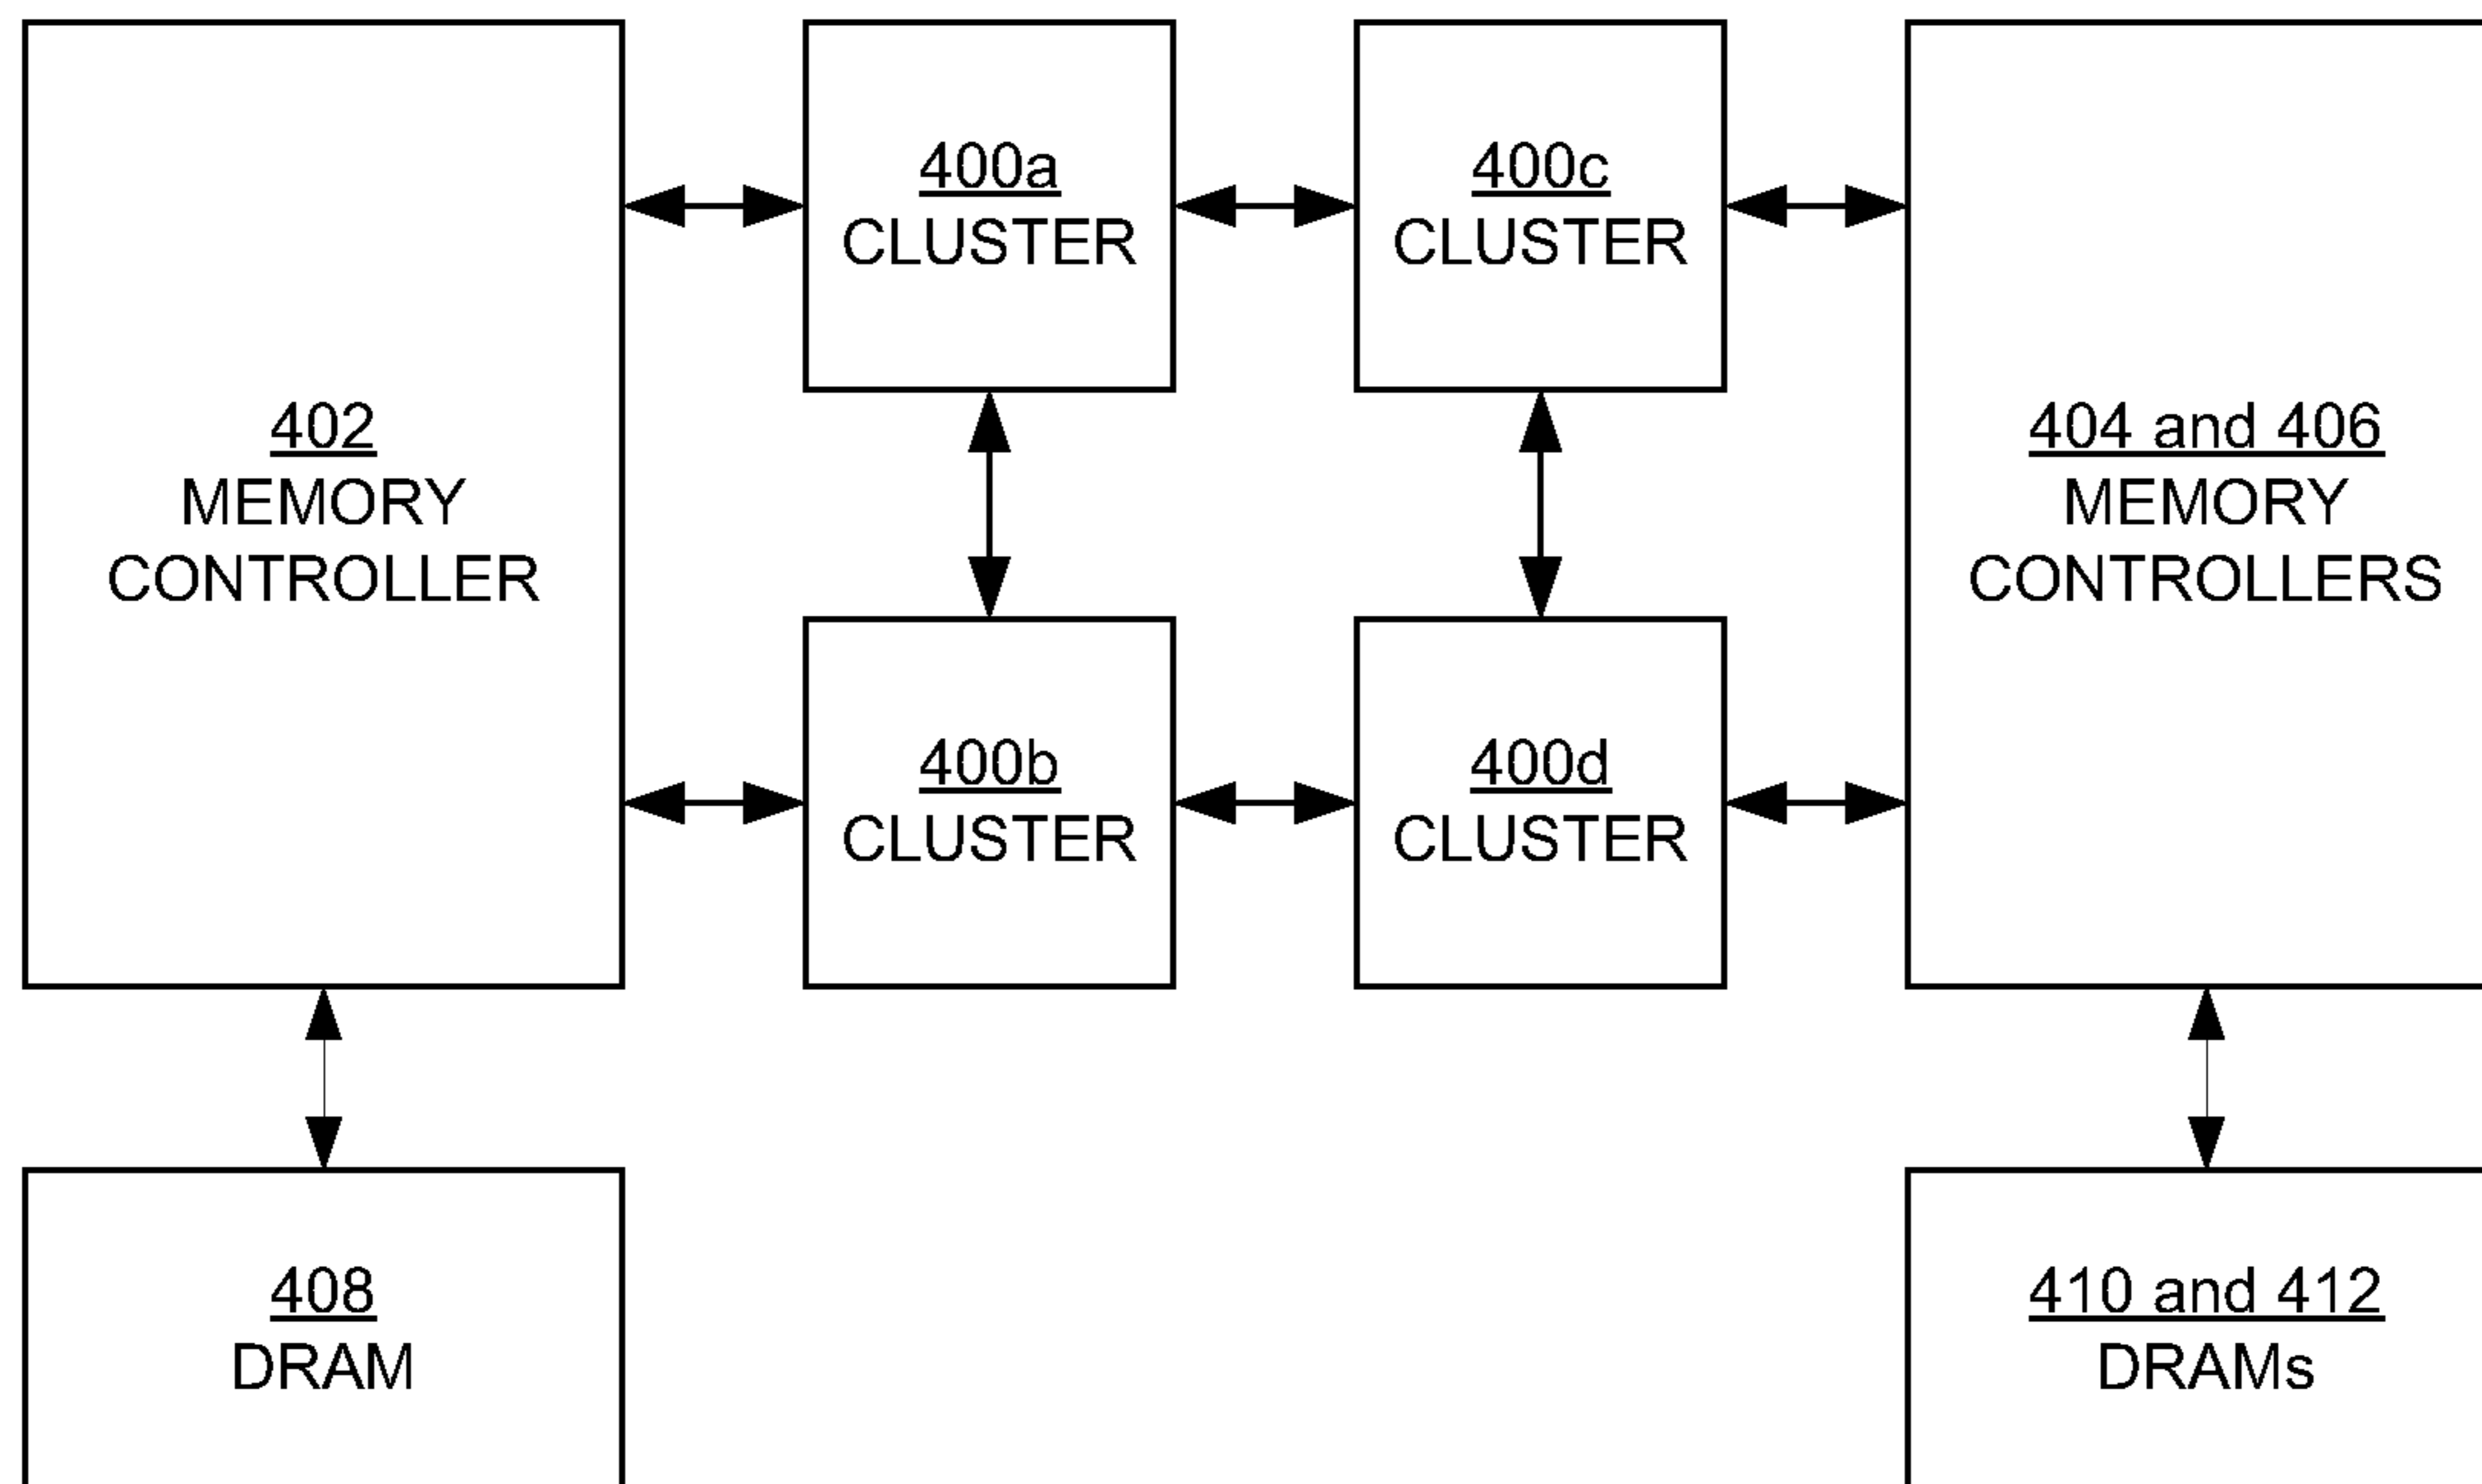 402
MEMORY
CONTROLLER
400a
CLUSTER
400c
CLUSTER
404 and 406
MEMORY
CONTROLLERS
400b
CLUSTER
400d
CLUSTER
408
DRAM
410 and 412
DRAMs